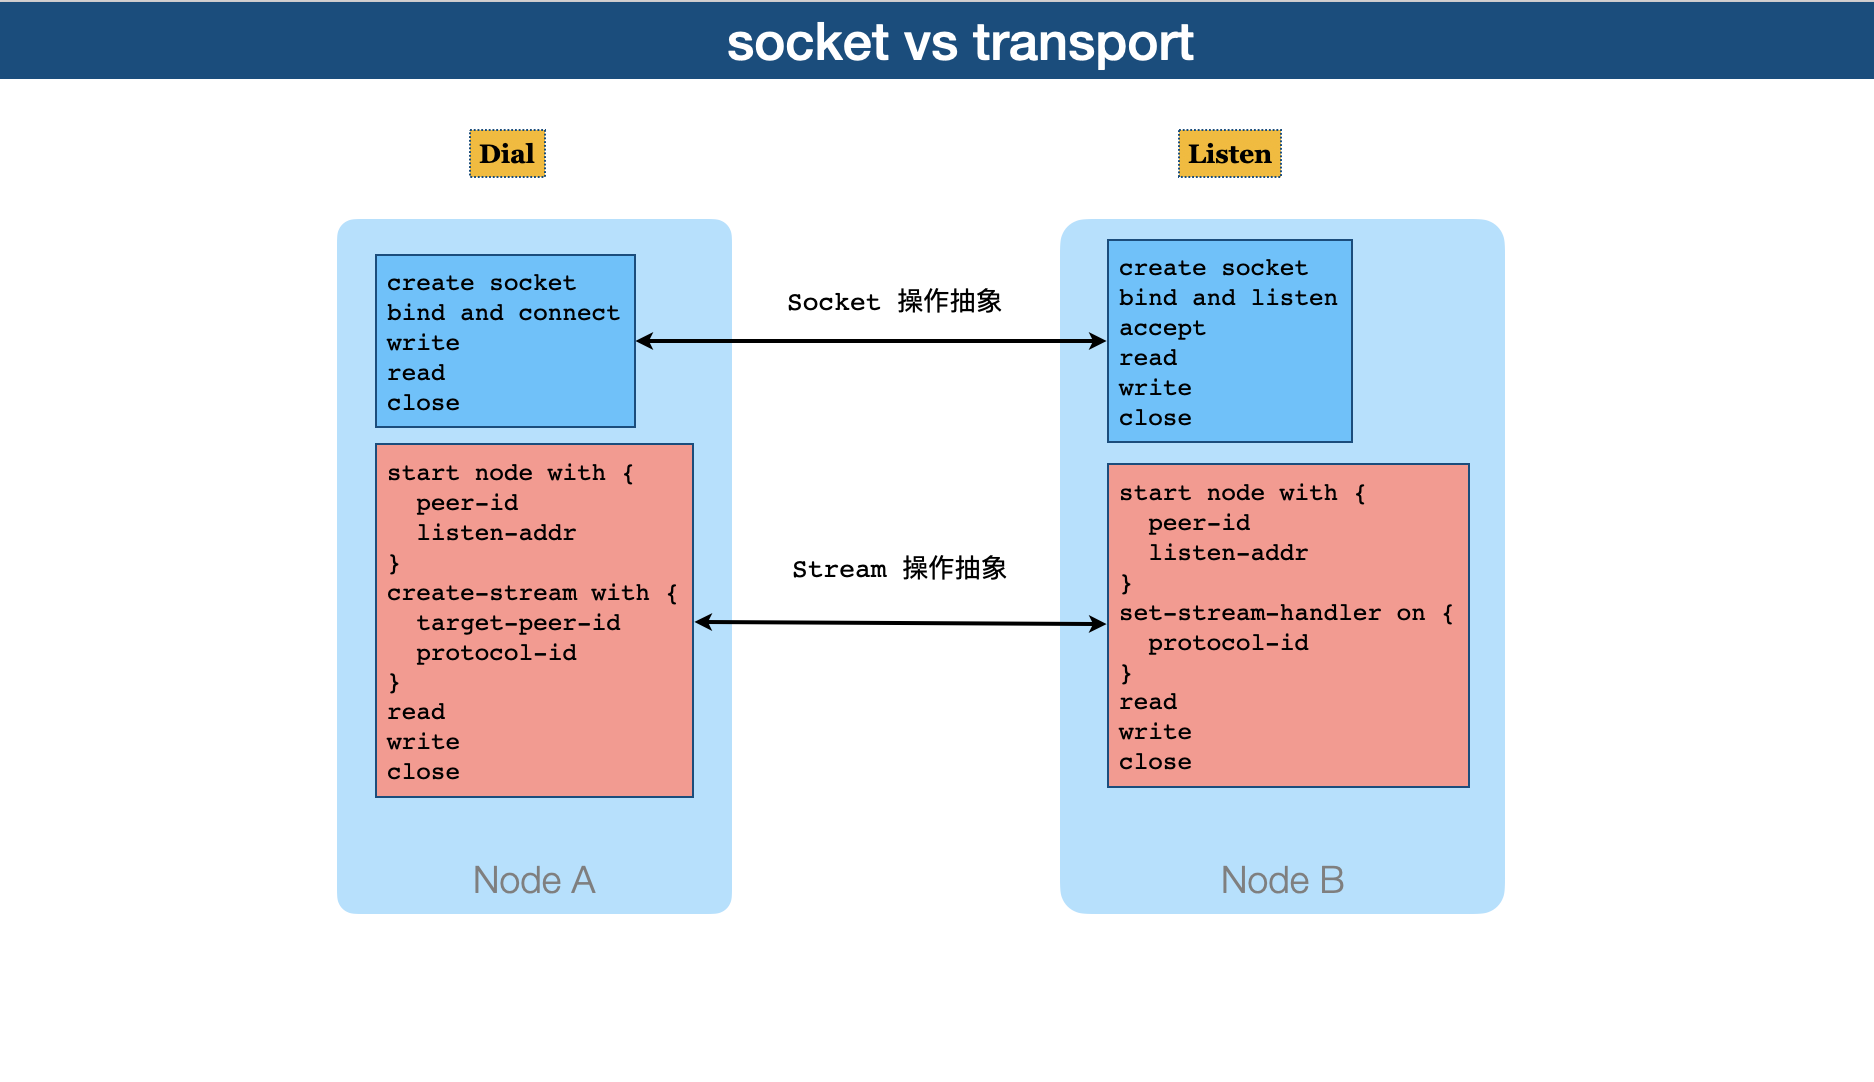 socket vs transport
Dial
Listen
create socket
bind and connect
write
read
close
Socket 操作抽象
create socket
bind and listen
accept
read
write
close
start node with {
  peer-id
  listen-addr
}
create-stream with {
  target-peer-id
  protocol-id
}
read
write
close
Stream 操作抽象
start node with {
  peer-id
  listen-addr
}
set-stream-handler on {
  protocol-id
}
read
write
close
Node A
Node B